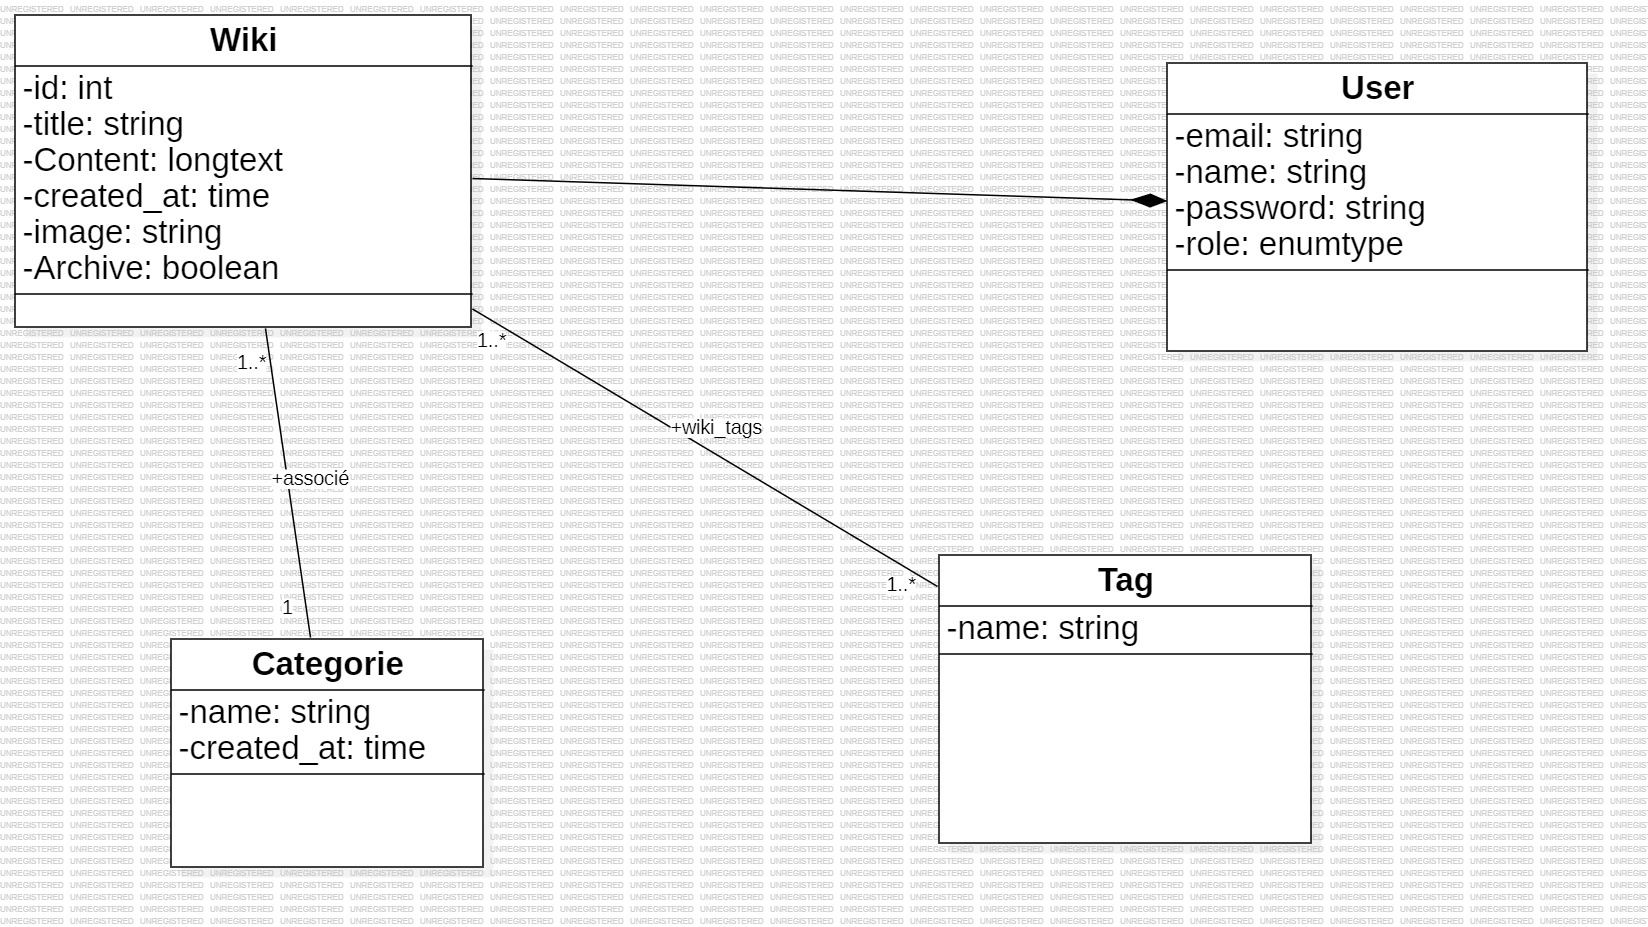 Wiki
-id: int
-title: string
-Content: longtext
-created_at: time
-image: string
-Archive: boolean
User
-email: string
-name: string
-password: string
-role: enumtype
1..*
1..*
+wiki_tags
+associé
1..*
1
Tag
-name: string
Categorie
-name: string
-created_at: time
UNREGISTERED